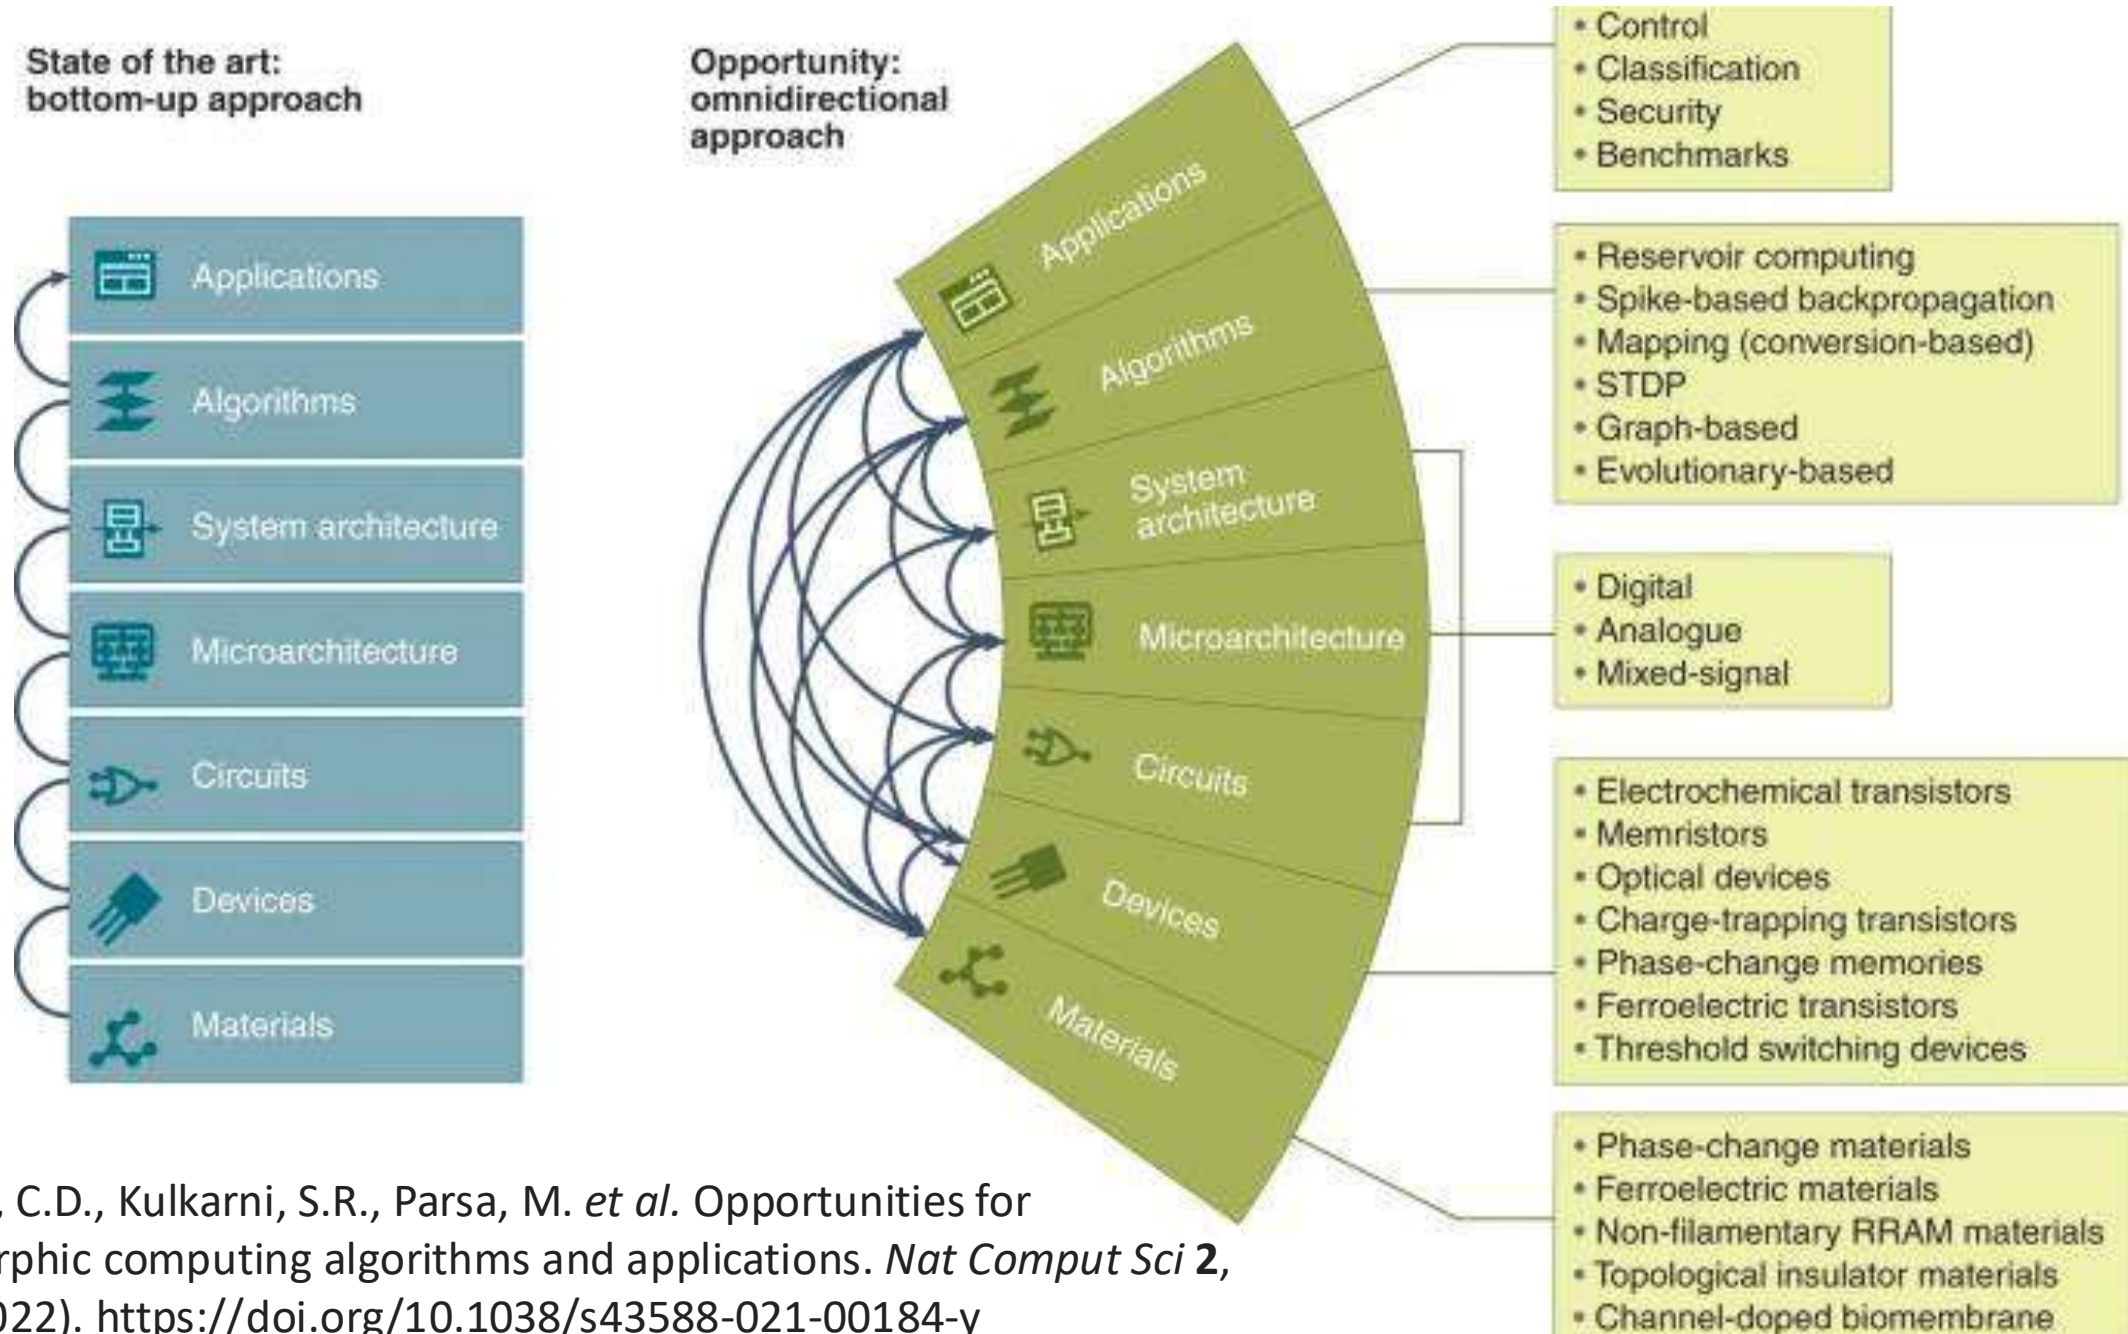 State of the art:
bottom-up approach
Applications
Algorithms
System architecture
Microarchitecture
Circuits
Devices
Materials
Opportunity:
omnidirectional
approach
Applications
Algorithms
System
architecture
Microarchitecture
Circuits
Devices
Materials
• Control
• Classification
• Security
• Benchmarks
• Reservoir computing
• Spike-based backpropagation
• Mapping (conversion-based)
• STDP
• Graph-based
• Evolutionary-based
• Digital
• Analogue
• Mixed-signal
• Electrochemical transistors
• Memristors
• Optical devices
• Charge-trapping transistors
• Phase-change memories
• Ferroelectric transistors
• Threshold switching devices
• Phase-change materials
• Ferroelectric materials
• Non-filamentary RRAM materials
• Topological insulator materials
• Channel-doped biomembrane
, C.D., Kulkarni, S.R., Parsa, M. et al. Opportunities for
rphic computing algorithms and applications. Nat Comput Sci 2,
022). https://doi.org/10.1038/s43588-021-00184-y